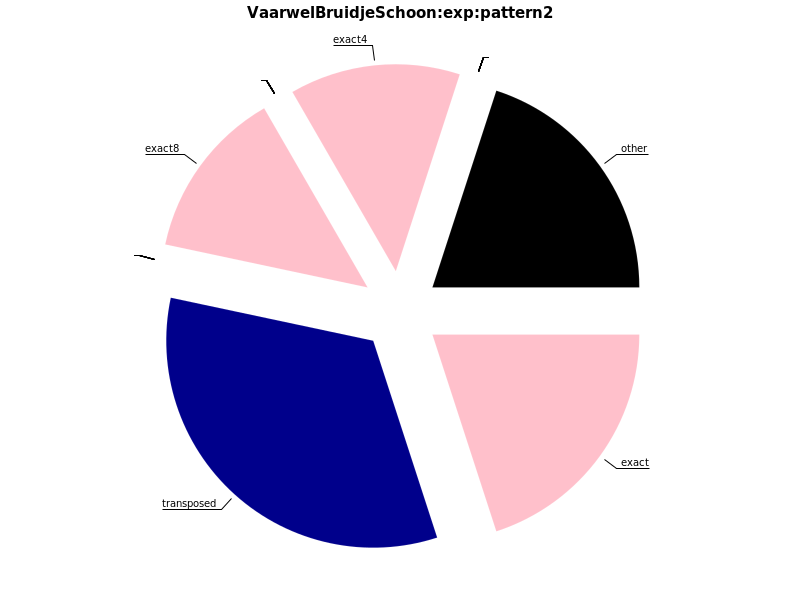 VaarwelBruidjeSchoon:exp:pattern2
exact4
exact8
other
transposed
exact